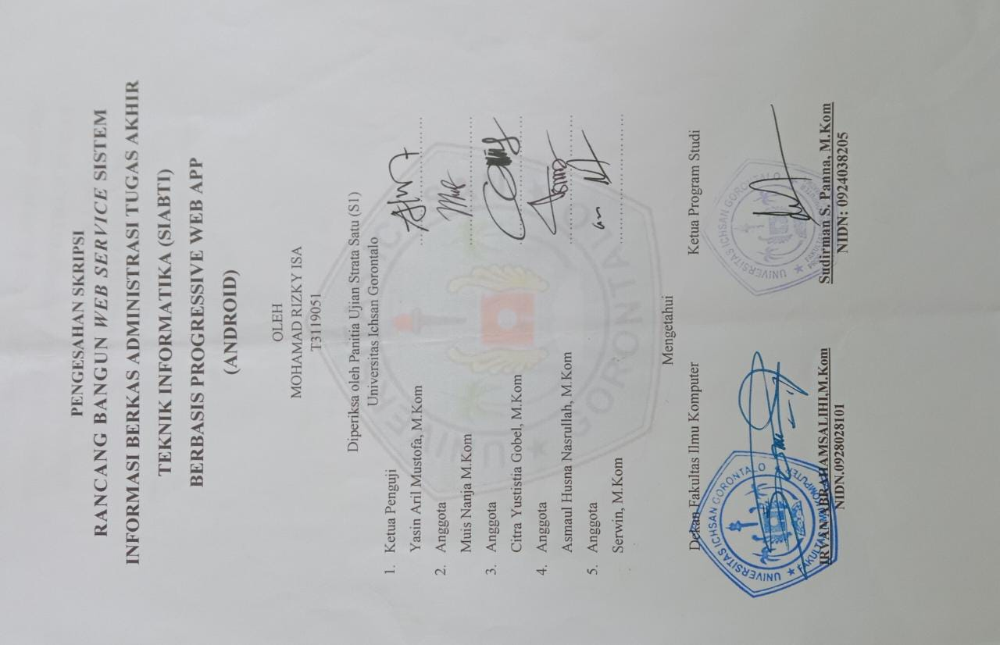 PENGESAHAN SKRIPSI
RANCANG BANGUN WEB SERVICE SISTEM
INFORMASI BERKAS ADMINISTRASI TUGAS AKHIR
TEKNIK INFORMATIKA (SIABTI)
BERBASIS PROGRESSIVE WEB APP
(ANDROID)
OLEH
MOHAMAD RIZKY ISA
T3119051
Diperiksa oleh Panitia Ujian Strata Satu (S1)
Universitas Ichsan Gorontalo
1. Ketua Penguji
Yasin Aril Mustofa, M.Kom
2. Anggota
Muis Nanja M.Kom
3. Anggota
Citra Yustistia Gobel, M.Kom
4. Anggota
Asmaul Husna Nasrullah, M.Kom
5. Anggota
Serwin, M.Kom
an
Mengetahui
Dekan Fakultas Ilmu Komputer
Ketua Program Studi
UNIVERSITAS ICHSAN GORONTALO
FAKULTAS ILMU KOMPUTER
UNIVERSITAS ICHSAN GORONTALO
IRVAN ABRAHAMSALIHI,M.Kom
NIDN.0928028101
Sudirman S. Panna, M.Kom
NIDN: 0924038205